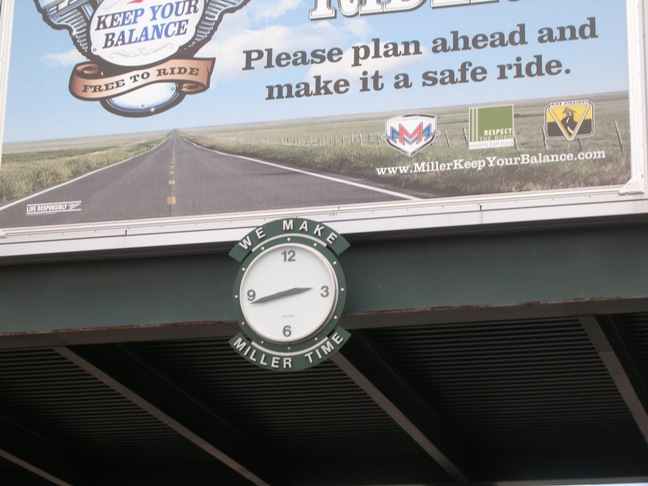 KEEP YOUR
BALANCE
FREE TO RIDE
Please plan ahead and
make it a safe ride.
RESPECT
www.MillerKeepYourBalance.com
LIVE RESPONSIBLY
WE MAKE
12
9
3
6
MILLER TIME